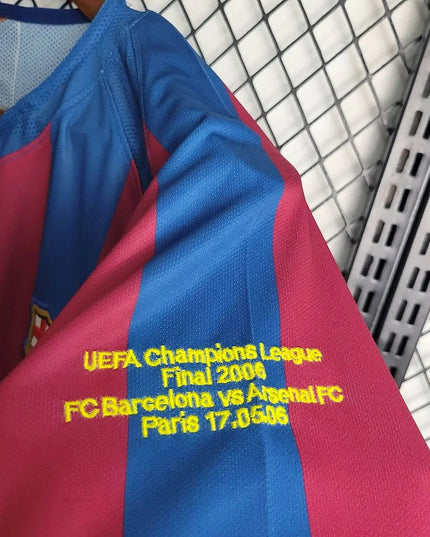 UEFA Champions League
Final 2006
FC Barcelona vs Arsenal FC
Paris 17.05.06